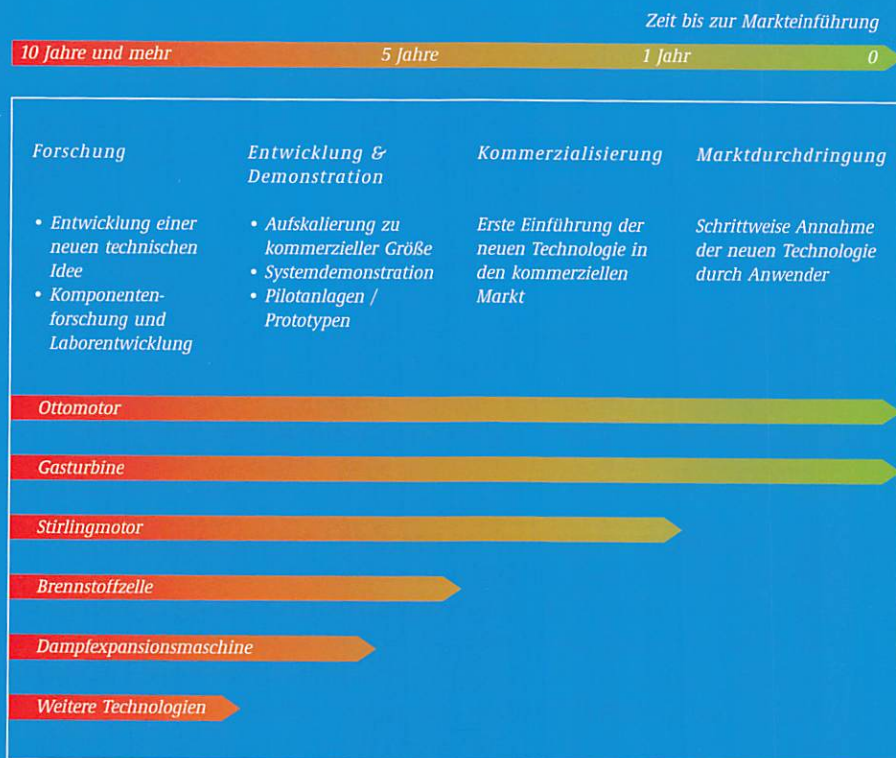 Zeit bis zur Markteinführung
10 Jahre und mehr 5 Jahre 1 Jahr 0
Forschung
• Entwicklung einer
neuen technischen
Idee
• Komponenten-
forschung und
Laborentwicklung
Entwicklung &
Demonstration
• Aufskalierung zu
kommerzieller Größe
• Systemdemonstration
• Pilotanlagen /
Prototypen
Kommerzialisierung
Erste Einführung der
neuen Technologie in
den kommerziellen
Markt
Marktdurchdringung
Schrittweise Annahme
der neuen Technologie
durch Anwender
Ottomotor
Gasturbine
Stirlingmotor
Brennstoffzelle
Dampfexpansionsmaschine
Weitere Technologien